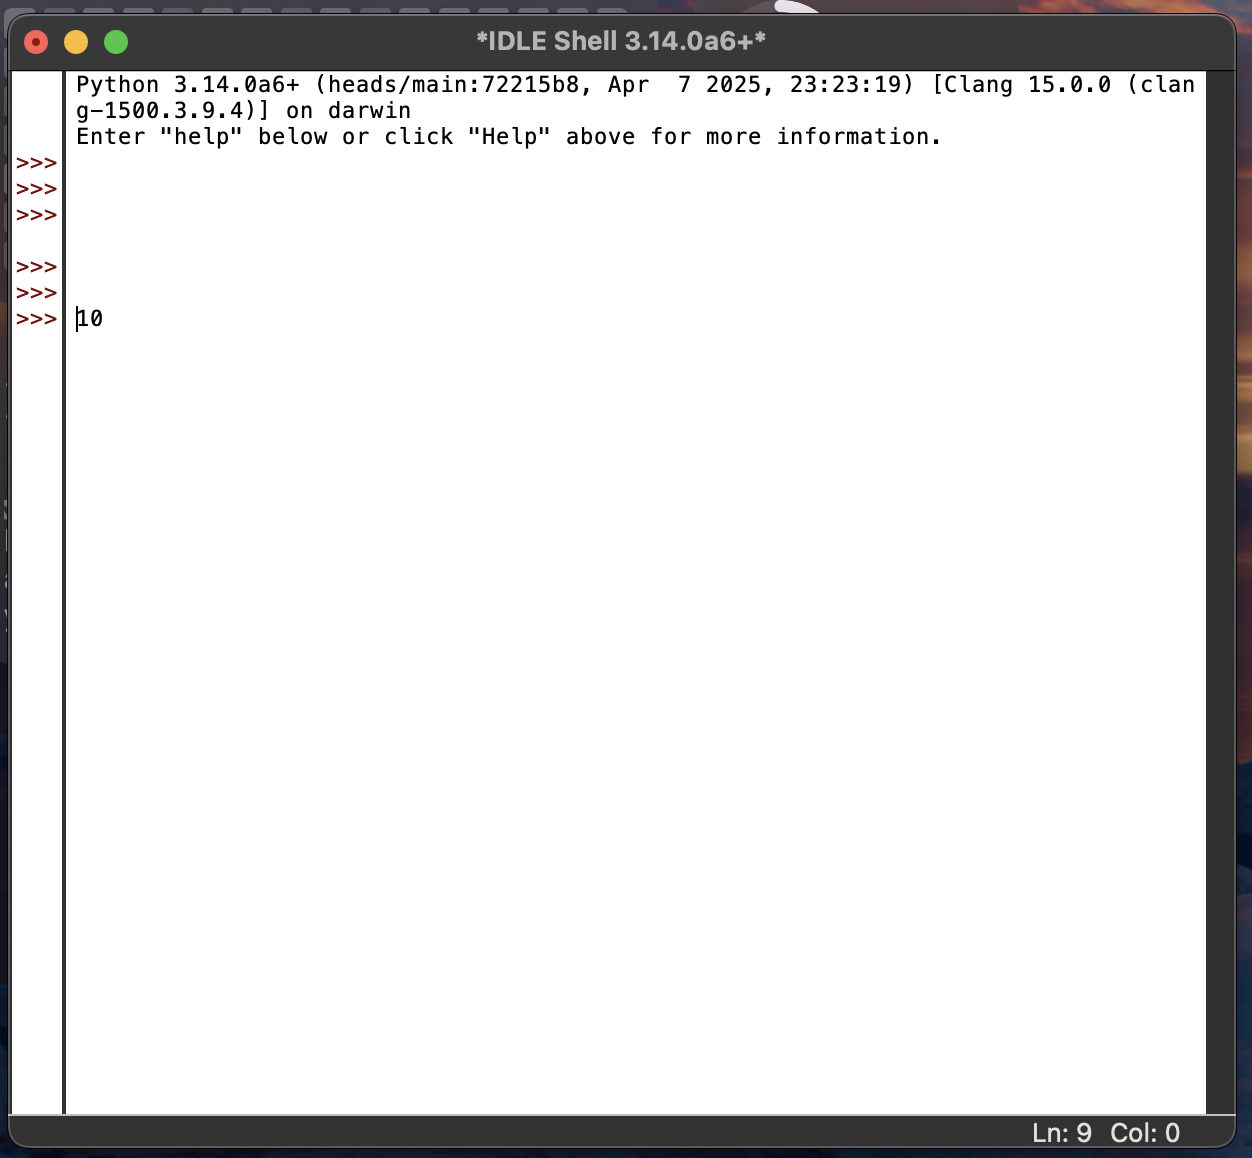 *IDLE Shell 3.14.0a6+*
Python 3.14.0a6+ (heads/main:72215b8, Apr  7 2025, 23:23:19) [Clang 15.0.0 (clan
g-1500.3.9.4)] on darwin
Enter "help" below or click "Help" above for more information.
>>>
>>>
>>>
>>>
>>>
>>> 10
Ln: 9 Col: 0